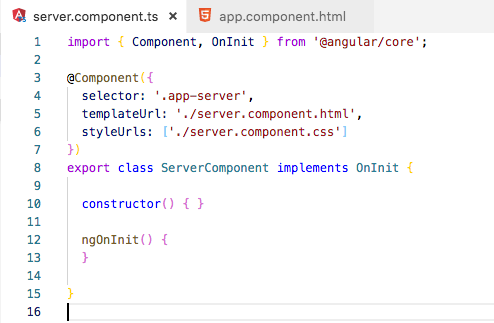 server.component.ts × app.component.html
1 import { Component, OnInit } from '@angular/core';
2
3 @Component({
4   selector: '.app-server',
5   templateUrl: './server.component.html',
6   styleUrls: ['./server.component.css']
7 })
8 export class ServerComponent implements OnInit {
9
10   constructor() { }
11
12   ngOnInit() {
13   }
14
15 }
16